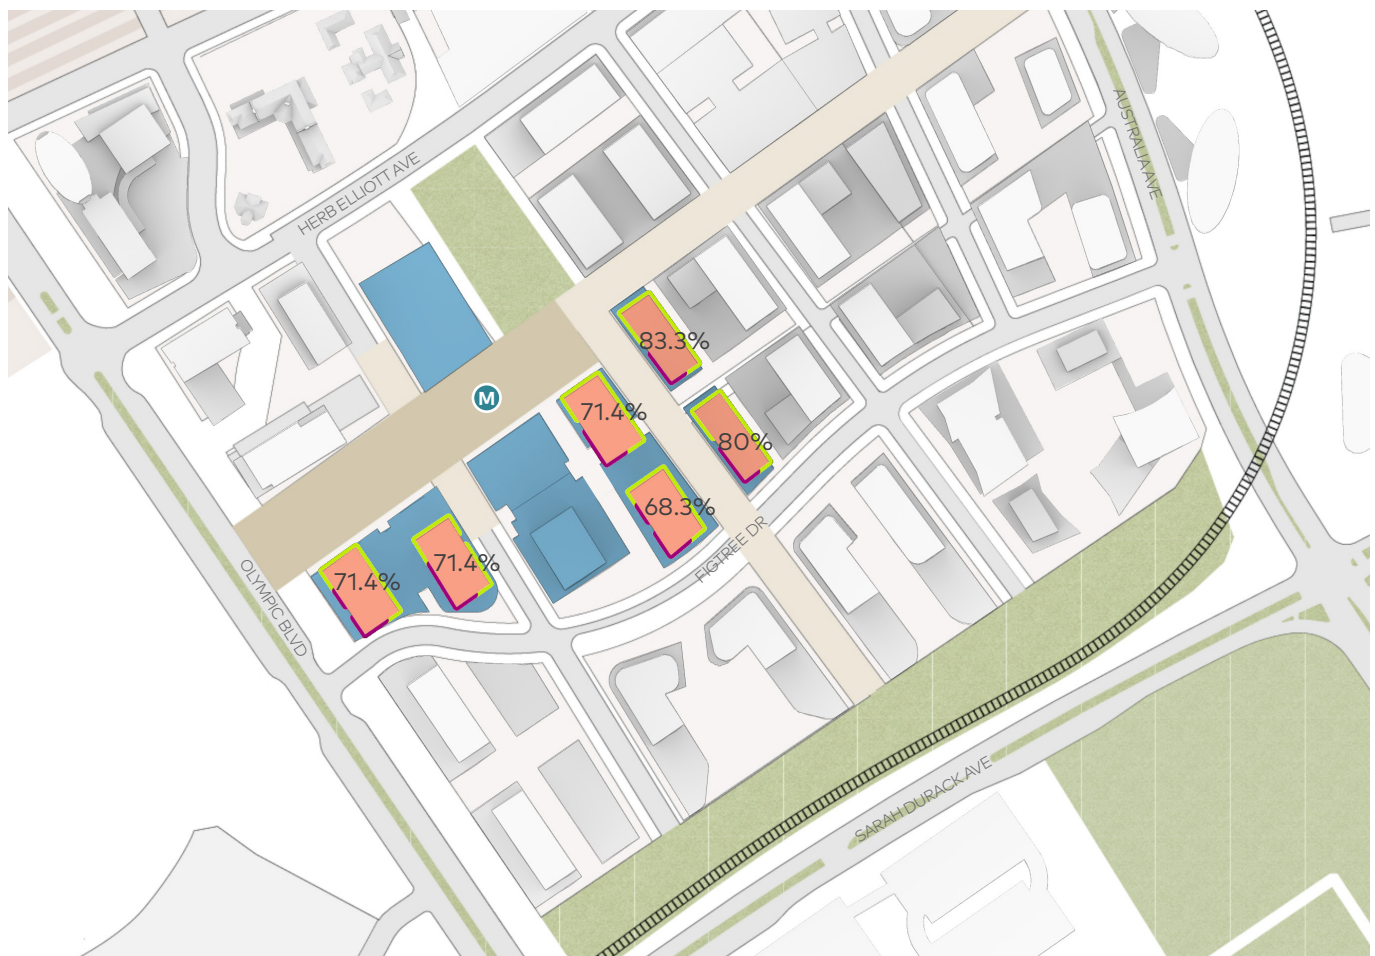 AUSTRALIA AVE
HERB ELLIOTT AVE
83.3%
M
71.4%
80%
68.3%
FIGTREE DR
71.4%
71.4%
OLYMPIC BLVD
SARAH DURACK AVE